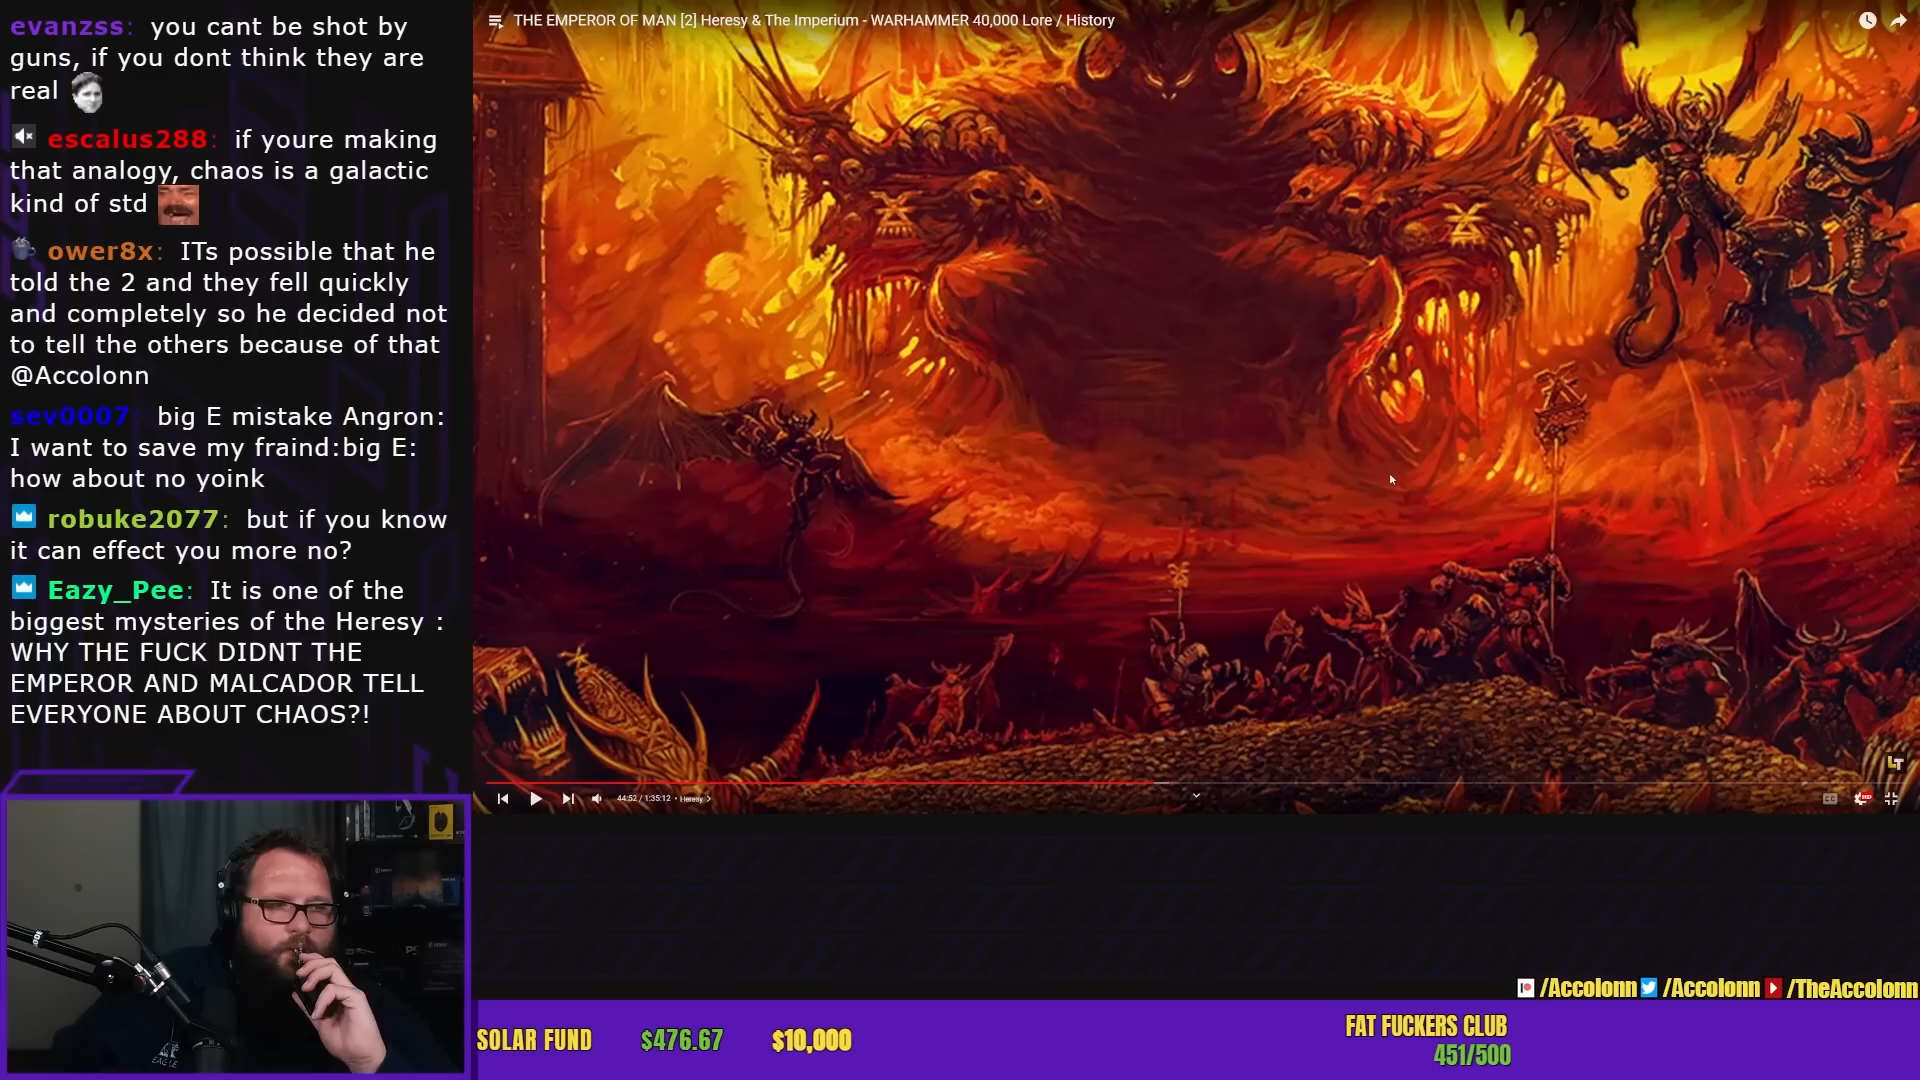 evanzss: you cant be shot by
guns, if you dont think they are
real
escalus288: if youre making
that analogy, chaos is a galactic
kind of std
ower8x: ITs possible that he
told the 2 and they fell quickly
and completely so he decided not
to tell the others because of that
@Accolonn
sev0007: big E mistake Angron:
I want to save my fraind:big E:
how about no yoink
robuke2077: but if you know
it can effect you more no?
Eazy_Pee: It is one of the
biggest mysteries of the Heresy :
WHY THE FUCK DIDNT THE
EMPEROR AND MALCADOR TELL
EVERYONE ABOUT CHAOS?!
THE EMPEROR OF MAN [2] Heresy & The Imperium - WARHAMMER 40,000 Lore / History
LT
44:52 / 1:35:12 • Heresy >
CC
HD
EAGLE
/Accolonn /Accolonn /TheAccolonn
SOLAR FUND $476.67 $10,000
FAT FUCKERS CLUB
451/500